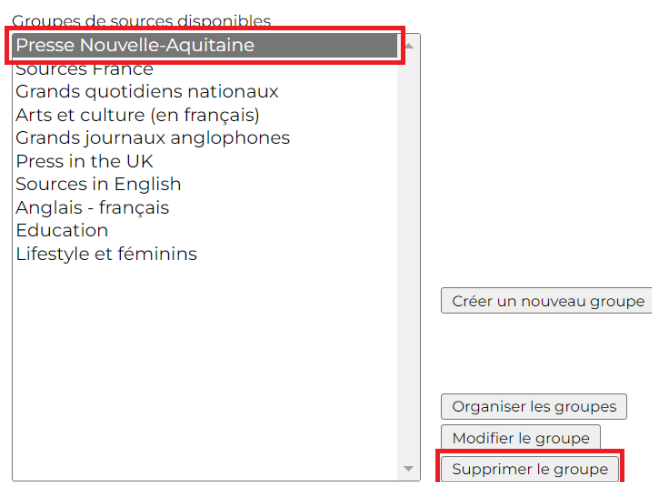 Groupes de sources disponibles
Presse Nouvelle-Aquitaine
Sources France
Grands quotidiens nationaux
Arts et culture (en français)
Grands journaux anglophones
Press in the UK
Sources in English
Anglais - français
Education
Lifestyle et féminins
Créer un nouveau groupe
Organiser les groupes
Modifier le groupe
Supprimer le groupe